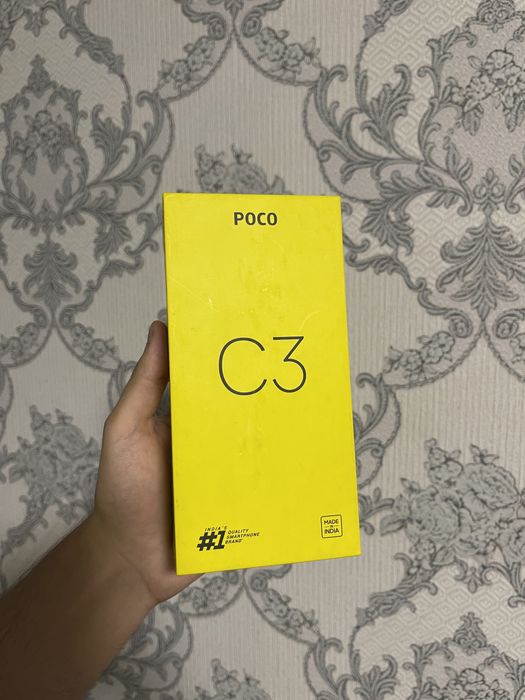 POCO
C3
INDIA'S
#1 QUALITY
SMARTPHONE
BRAND*
MADE
IN
INDIA